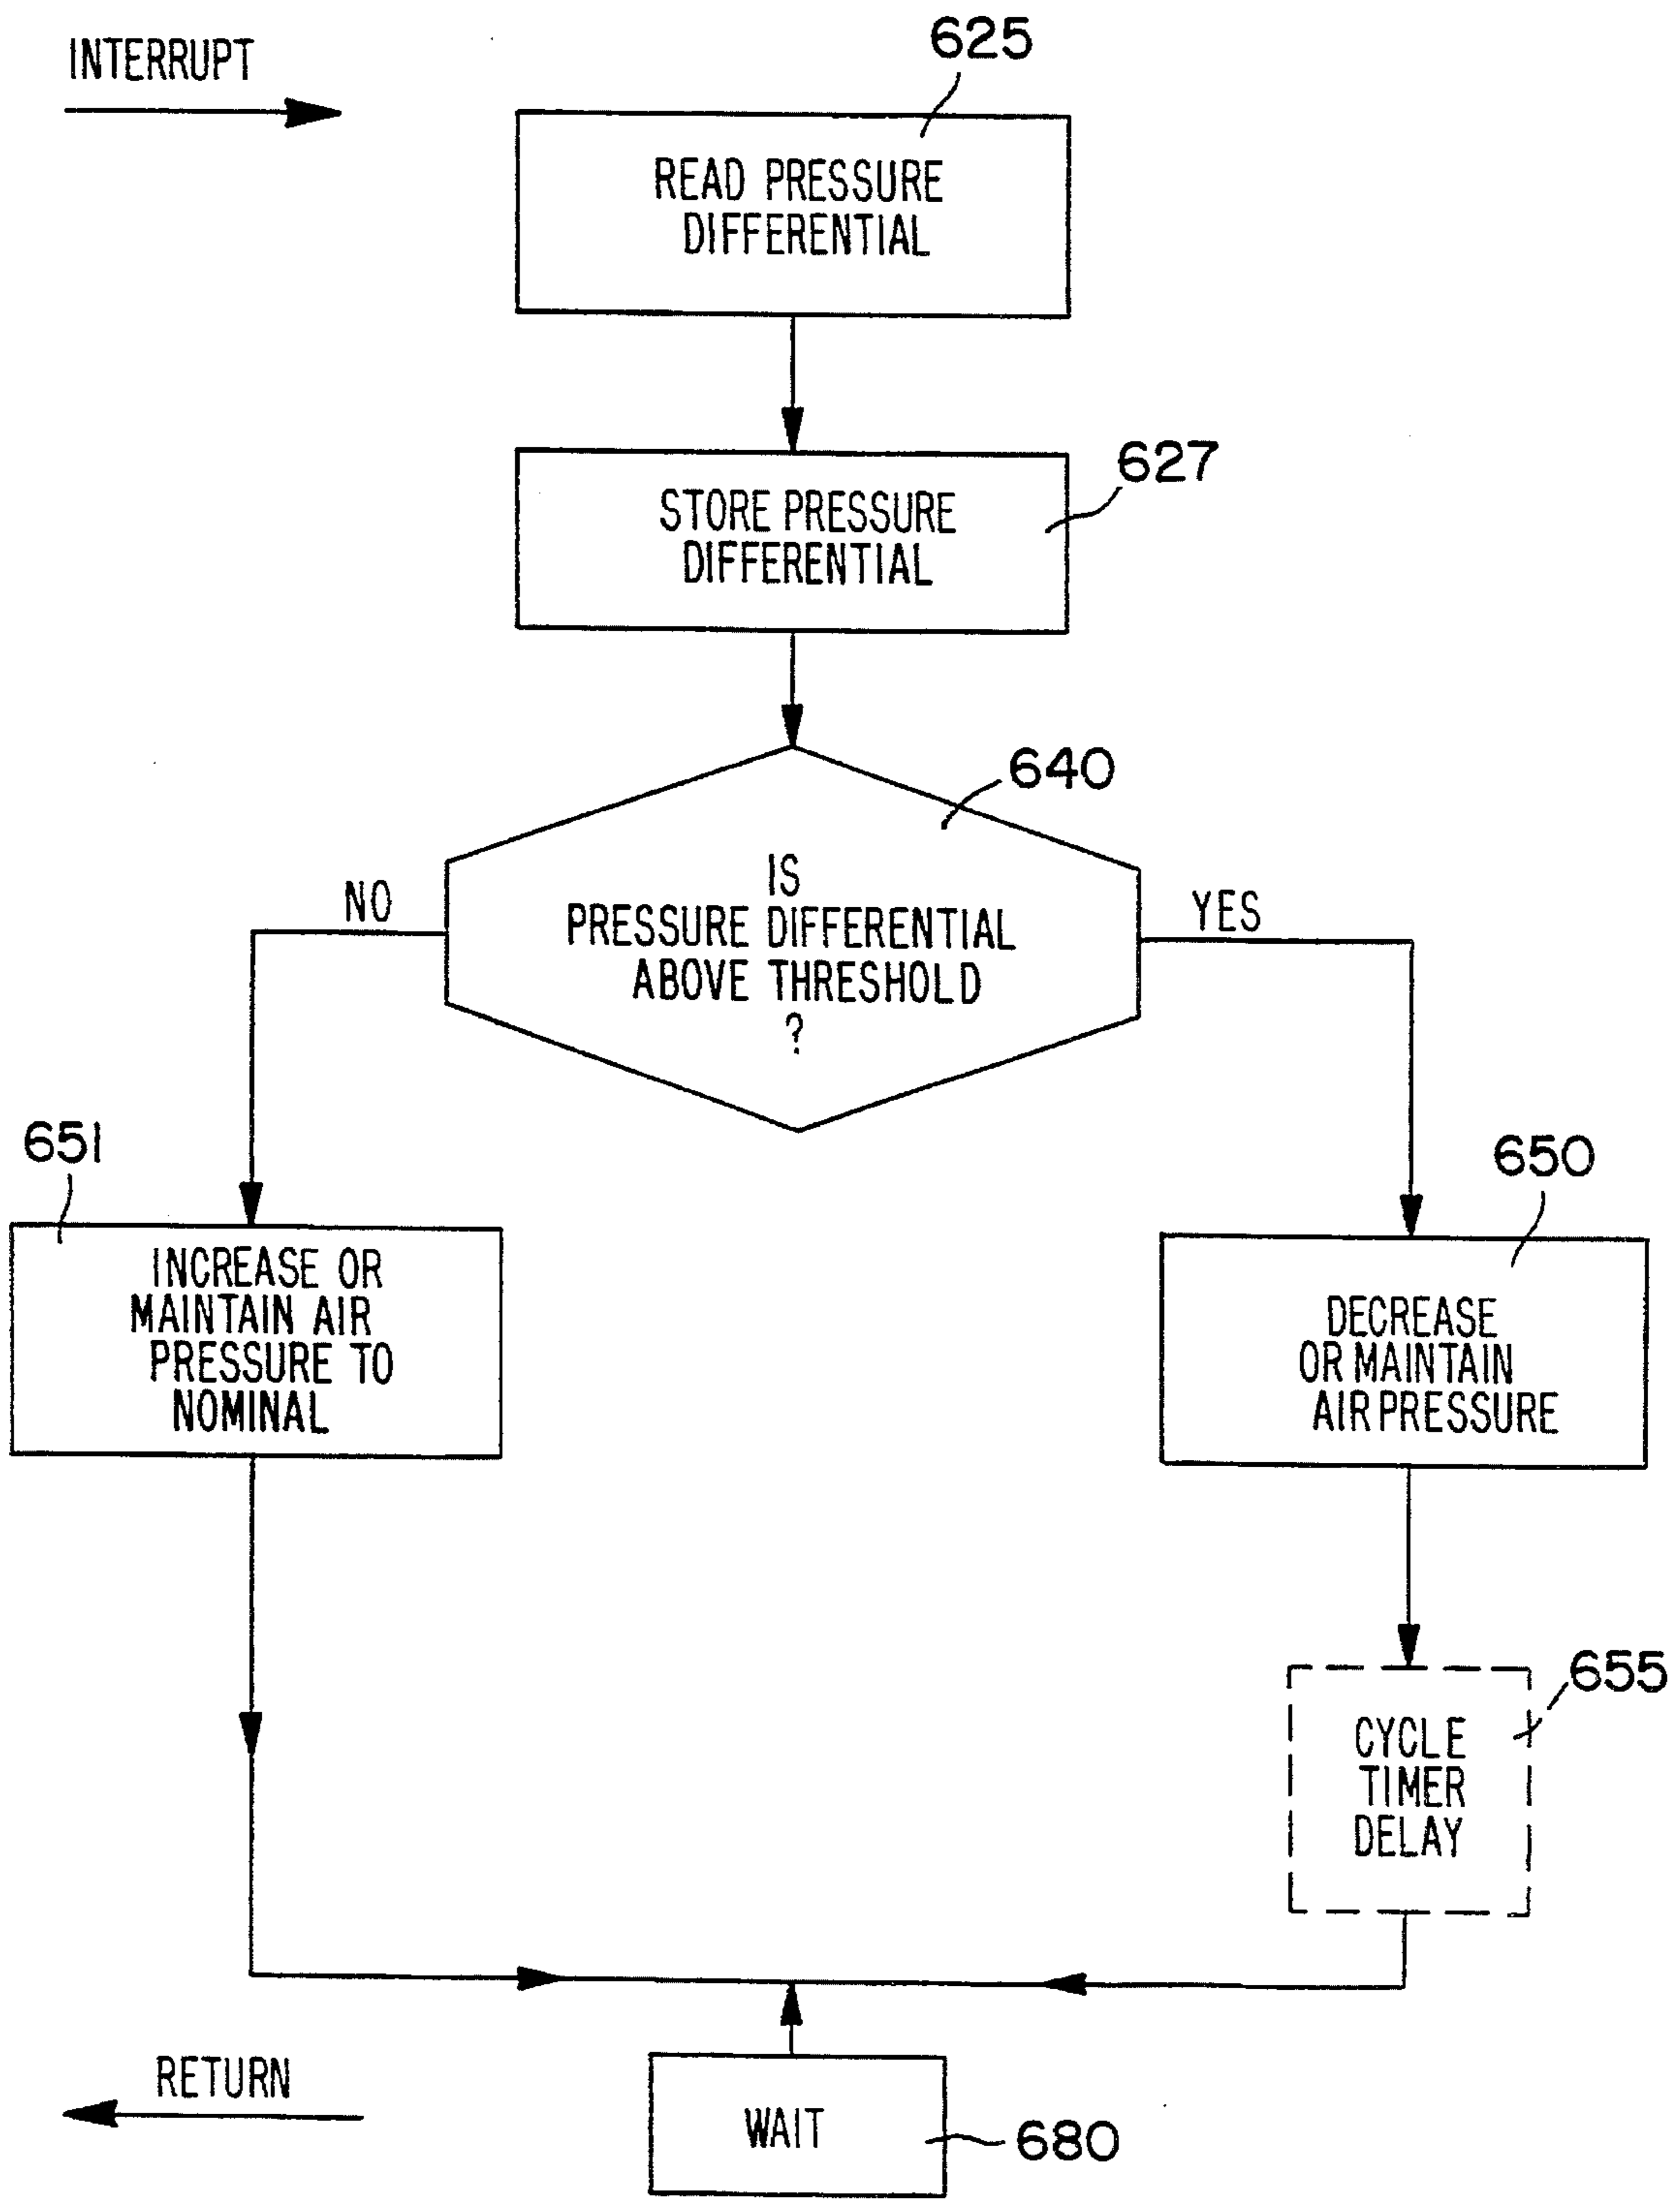 625
INTERRUPT
READ PRESSURE
DIFFERENTIAL
627
STORE PRESSURE
DIFFERENTIAL
640
IS
PRESSURE DIFFERENTIAL
ABOVE THRESHOLD
?
NO
YES
651
INCREASE OR
MAINTAIN AIR
PRESSURE TO
NOMINAL
650
DECREASE
OR MAINTAIN
AIR PRESSURE
655
CYCLE
TIMER
DELAY
RETURN
WAIT
680